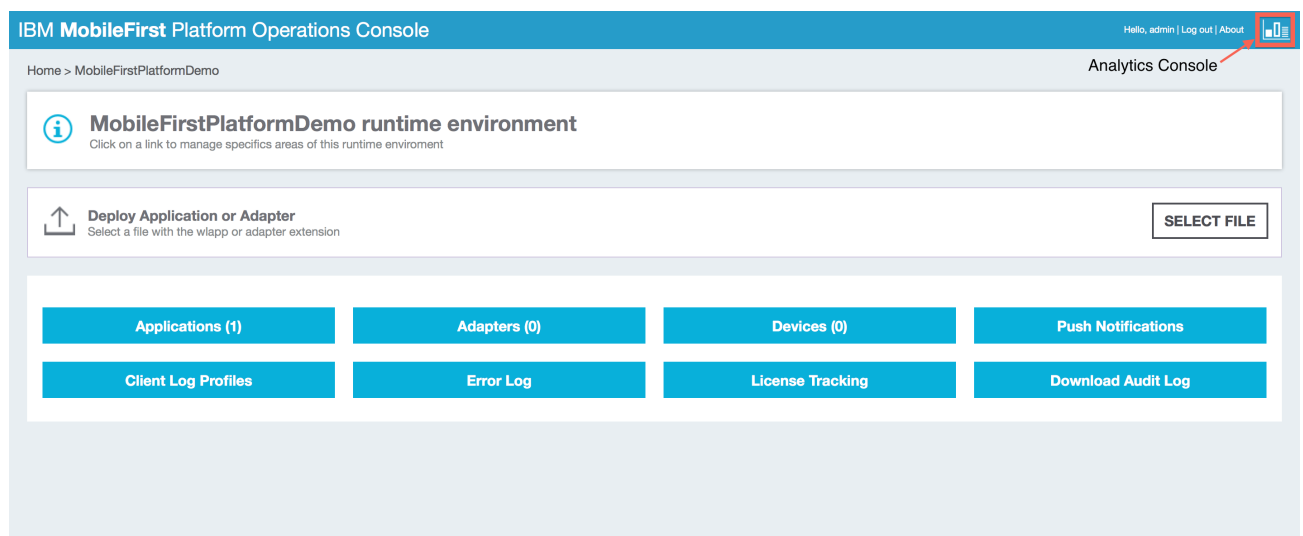 IBM MobileFirst Platform Operations Console
Hello, admin | Log out | About
Analytics Console
Home > MobileFirstPlatformDemo
MobileFirstPlatformDemo runtime environment
Click on a link to manage specifics areas of this runtime enviroment
Deploy Application or Adapter
Select a file with the wlapp or adapter extension
SELECT FILE
Applications (1)
Adapters (0)
Devices (0)
Push Notifications
Client Log Profiles
Error Log
License Tracking
Download Audit Log